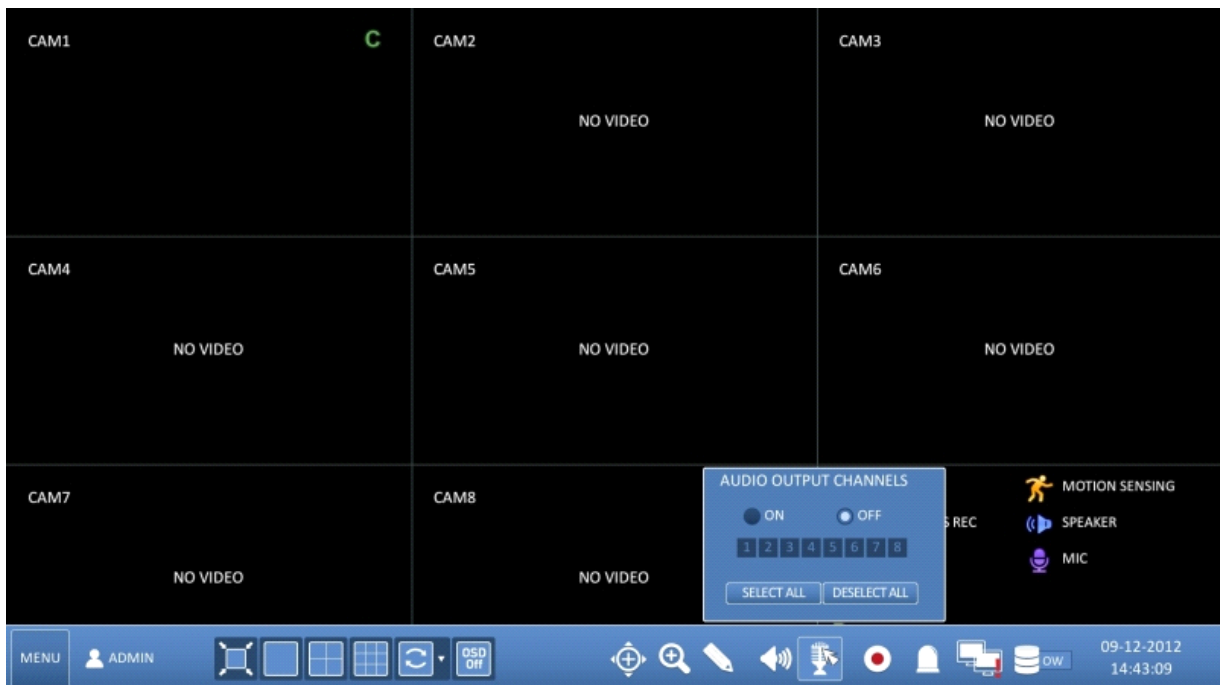 CAM1
C
CAM2
NO VIDEO
CAM3
NO VIDEO
CAM4
NO VIDEO
CAM5
NO VIDEO
CAM6
NO VIDEO
CAM7
NO VIDEO
CAM8
NO VIDEO
AUDIO OUTPUT CHANNELS
ON OFF
1 2 3 4 5 6 7 8
SELECT ALL DESELECT ALL
S REC
MOTION SENSING
SPEAKER
MIC
MENU
ADMIN
OSD
Off
OW
09-12-2012
14:43:09